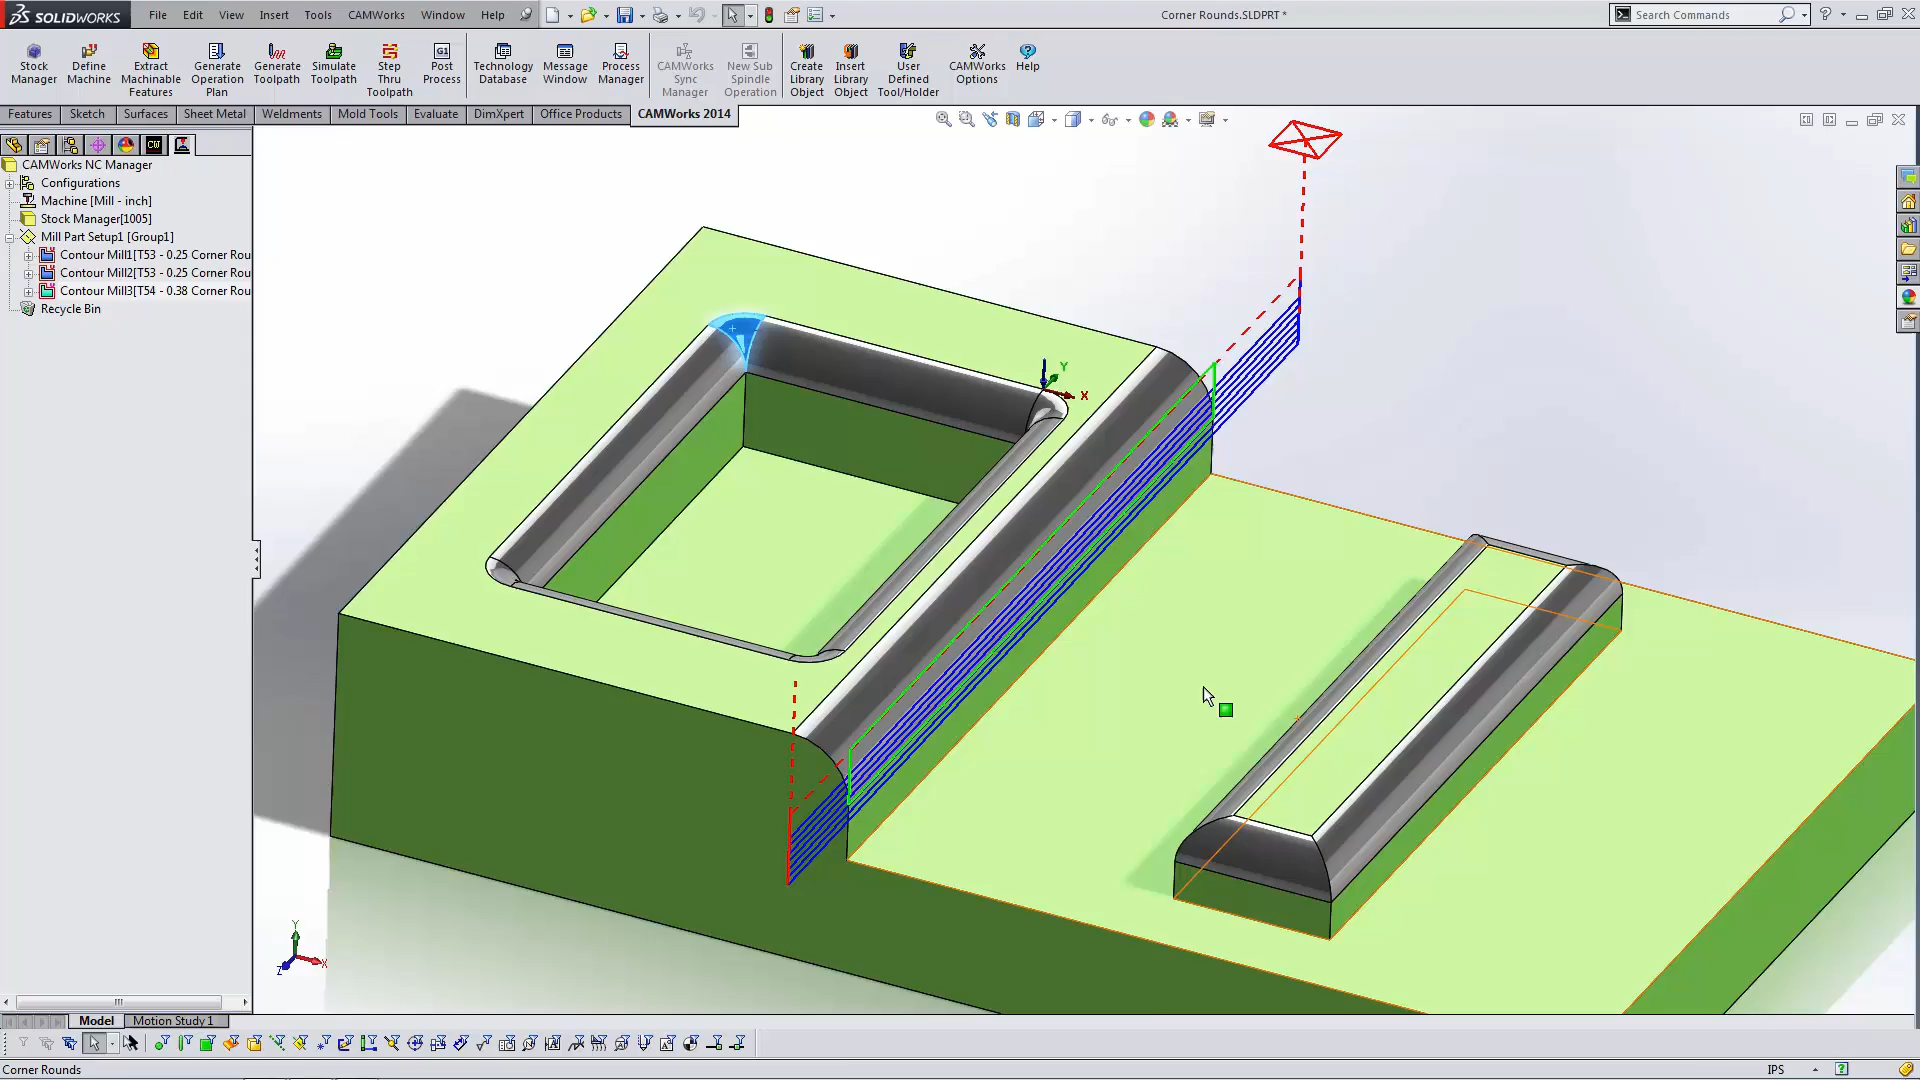 SOLIDWORKS
File Edit View Insert Tools CAMWorks Window Help
Corner Rounds.SLDPRT *
Search Commands
Stock Manager
Define Machine
Extract Machinable Features
Generate Operation Plan
Generate Toolpath
Simulate Toolpath
Step Thru Toolpath
G1
Post Process
Technology Database
Message Window
Process Manager
CAMWorks Sync Manager
New Sub Spindle Operation
Create Library Object
Insert Library Object
User Defined Tool/Holder
CAMWorks Options
Help
Features Sketch Surfaces Sheet Metal Weldments Mold Tools Evaluate DimXpert Office Products CAMWorks 2014
CW
CAMWorks NC Manager
Configurations
Machine [Mill - inch]
Stock Manager[1005]
Mill Part Setup1 [Group1]
Contour Mill1[T53 - 0.25 Corner Rou
Contour Mill2[T53 - 0.25 Corner Rou
Contour Mill3[T54 - 0.38 Corner Rou
Recycle Bin
Y
X
Y
Z
X
Model Motion Study 1
Corner Rounds
IPS